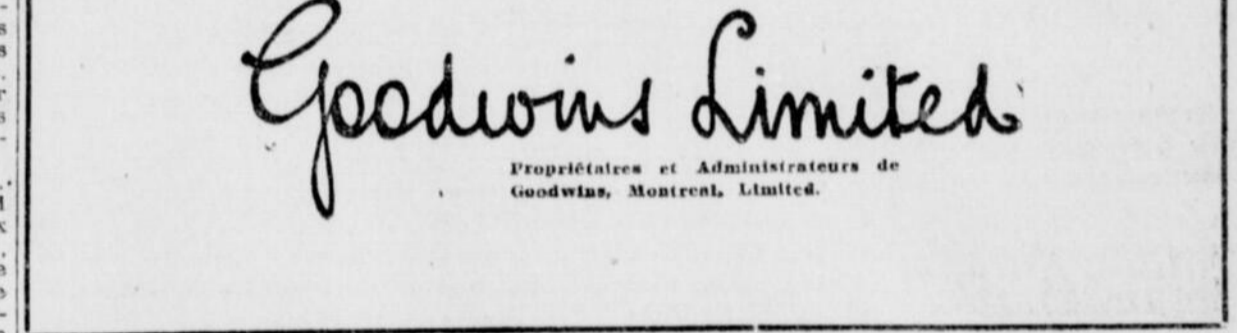 Goodwins Limited
Propriétaires et Administrateurs de
Goodwins, Montreal, Limited.